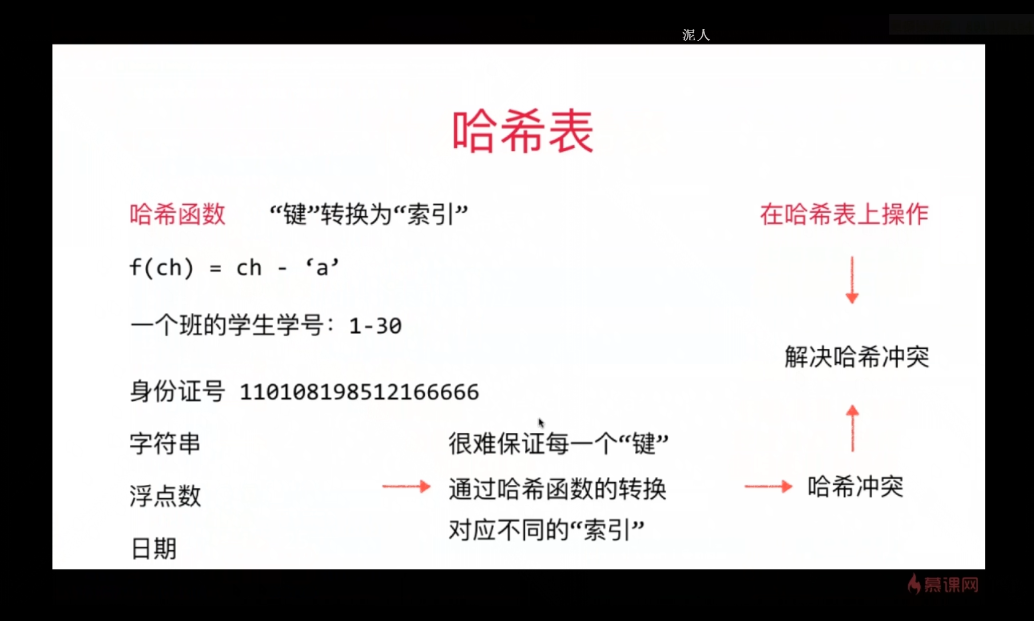 泥人
哈希表
哈希函数 “键”转换为“索引”
f(ch) = ch - ‘a’
一个班的学生学号：1-30
身份证号 110108198512166666
字符串
浮点数
日期
很难保证每一个“键”
通过哈希函数的转换
对应不同的“索引”
哈希冲突
在哈希表上操作
解决哈希冲突
慕课网